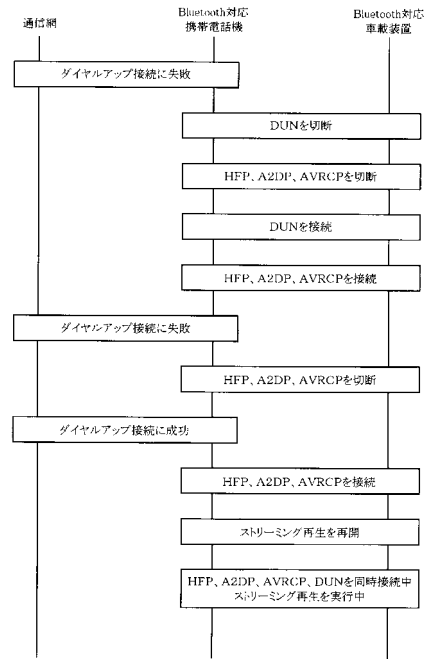 通信網
Bluetooth対応
携帯電話機
Bluetooth対応
車載装置
ダイヤルアップ接続に失敗
DUNを切断
HFP、A2DP、AVRCPを切断
DUNを接続
HFP、A2DP、AVRCPを接続
ダイヤルアップ接続に失敗
HFP、A2DP、AVRCPを切断
ダイヤルアップ接続に成功
HFP、A2DP、AVRCPを接続
ストリーミング再生を再開
HFP、A2DP、AVRCP、DUNを同時接続中
ストリーミング再生を実行中